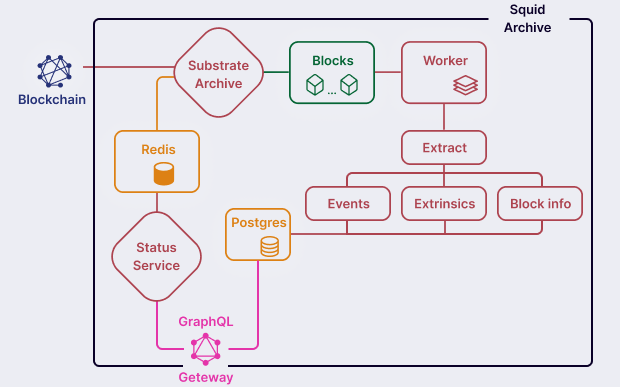 Squid
Archive
Blockchain
Substrate
Archive
Blocks
...
Worker
Redis
Extract
Events
Extrinsics
Block info
Postgres
Status
Service
GraphQL
Geteway